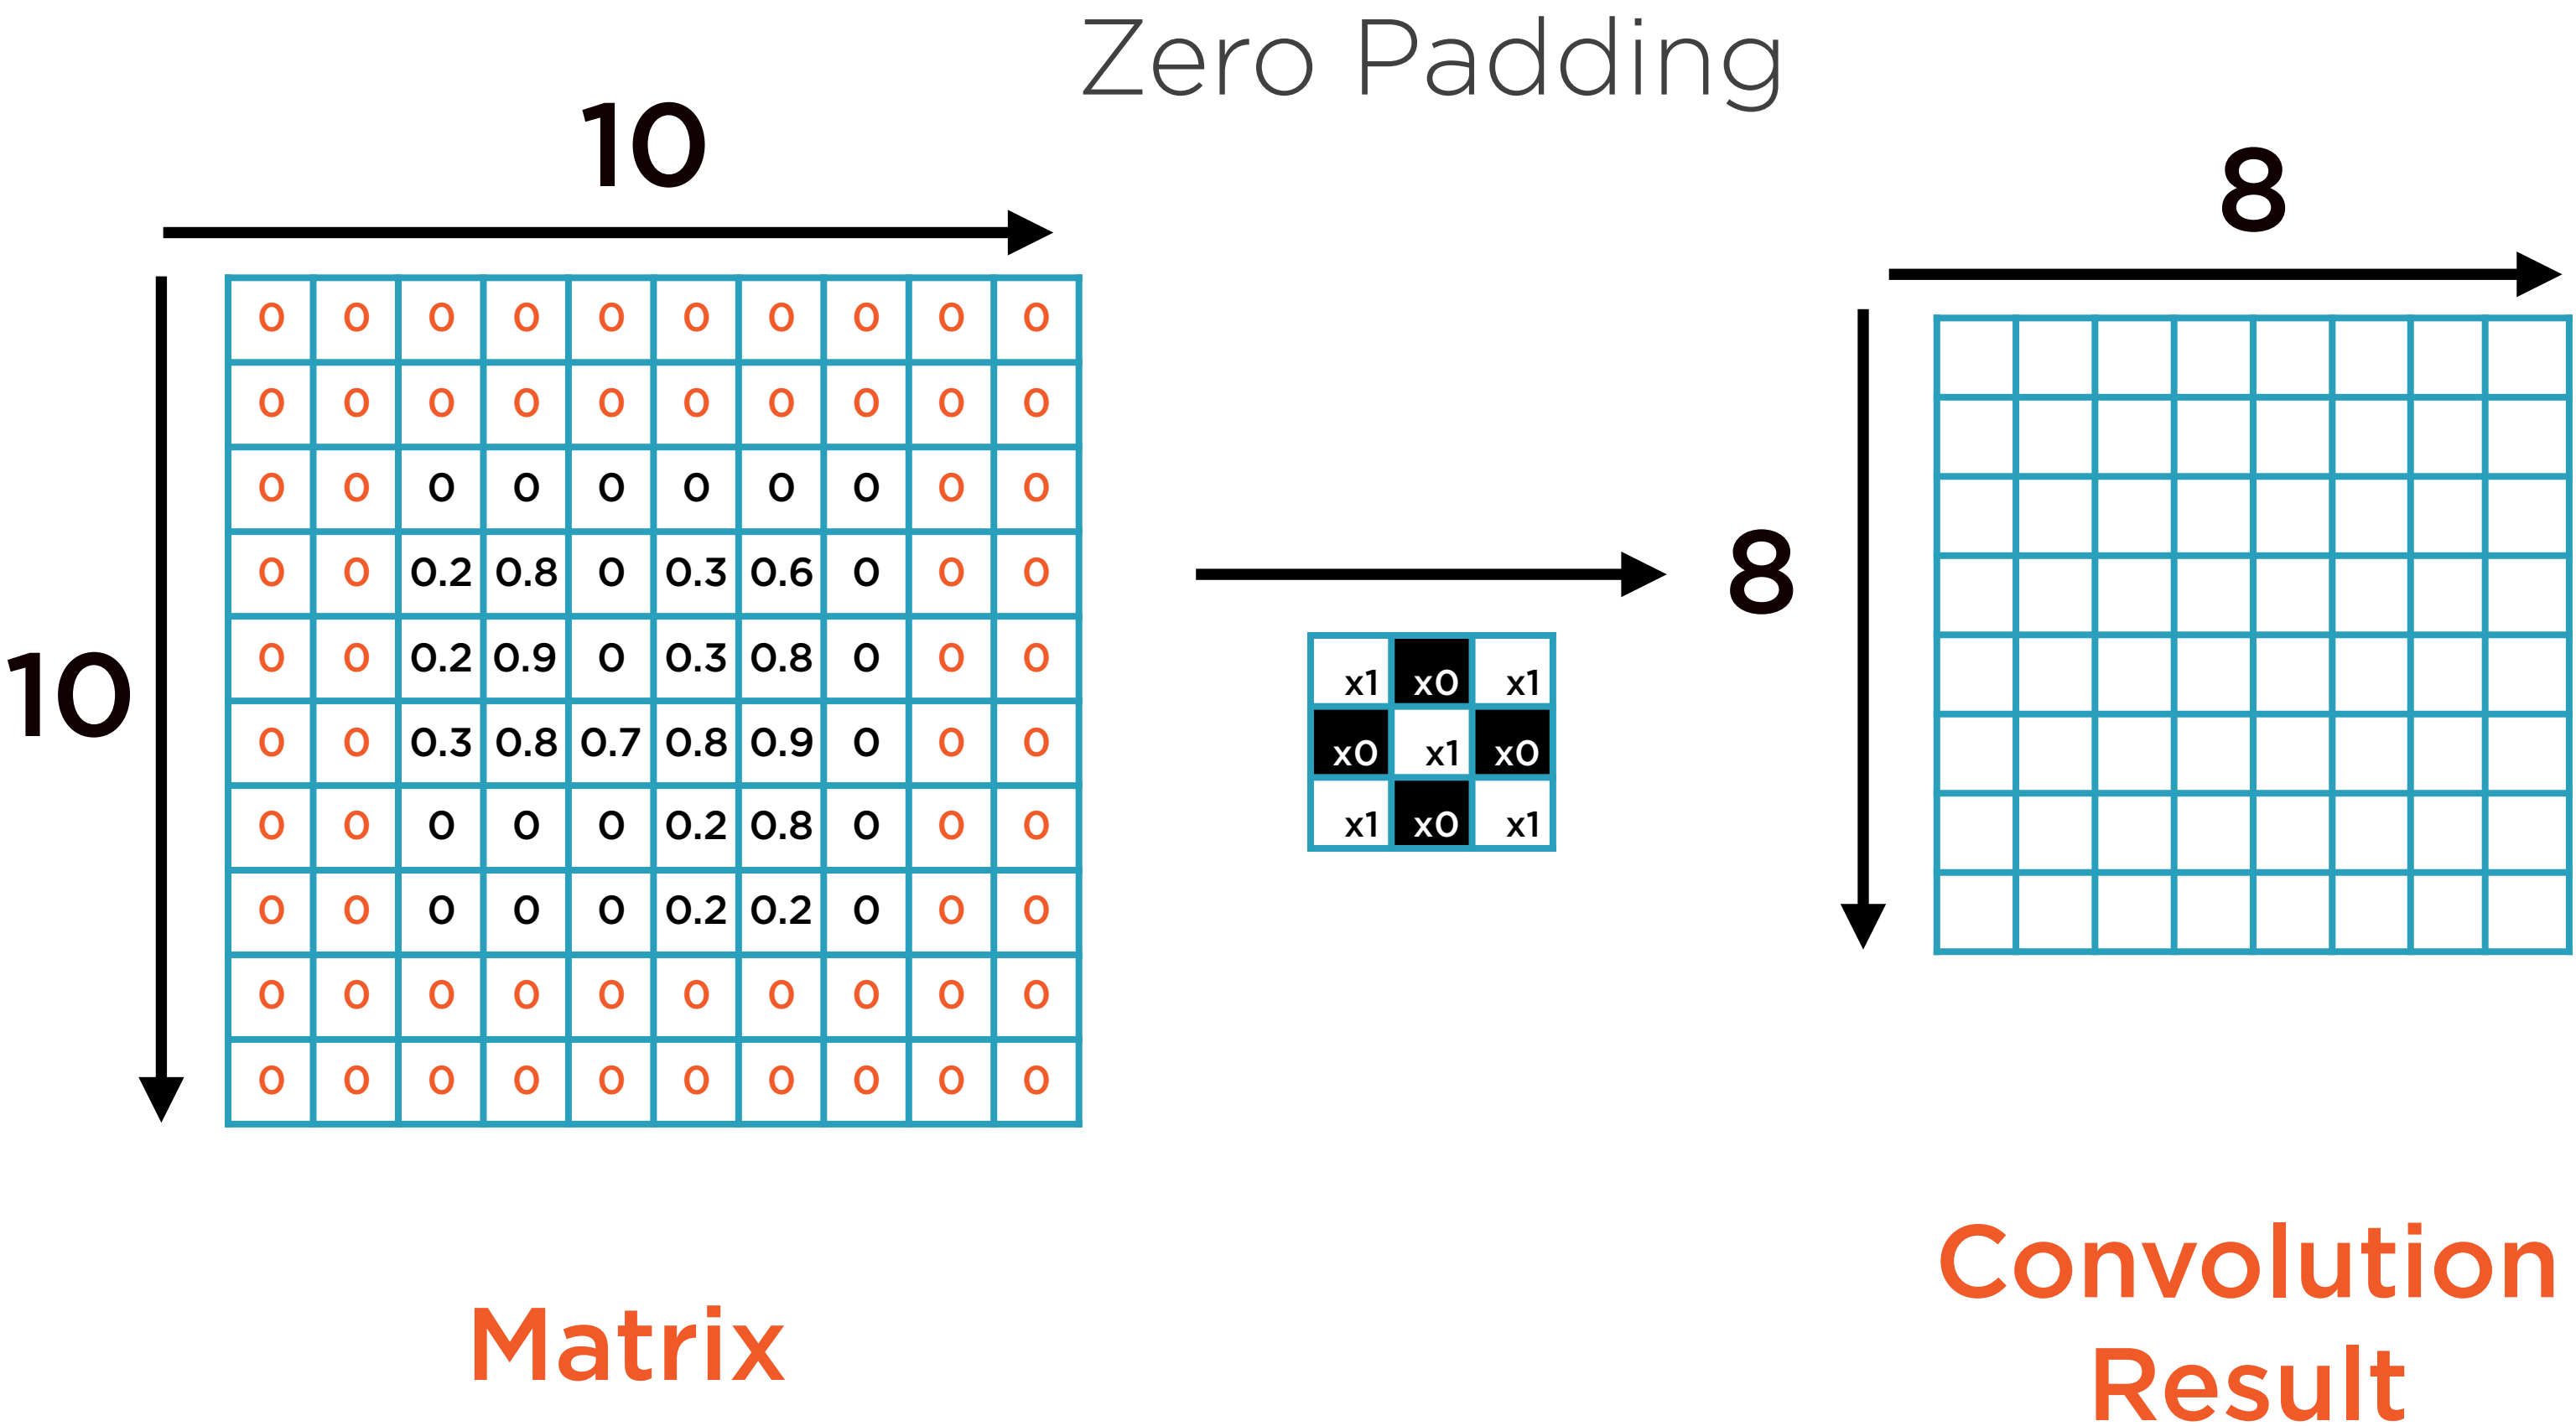 Zero Padding
10
8
10
0 0 0 0 0 0 0 0 0 0
0 0 0 0 0 0 0 0 0 0
0 0 0 0 0 0 0 0 0 0
0 0 0.2 0.8 0 0.3 0.6 0 0 0
0 0 0.2 0.9 0 0.3 0.8 0 0 0
0 0 0.3 0.8 0.7 0.8 0.9 0 0 0
0 0 0 0 0 0.2 0.8 0 0 0
0 0 0 0 0 0.2 0.2 0 0 0
0 0 0 0 0 0 0 0 0 0
0 0 0 0 0 0 0 0 0 0
x1 x0 x1
x0 x1 x0
x1 x0 x1
8
Matrix
Convolution
Result